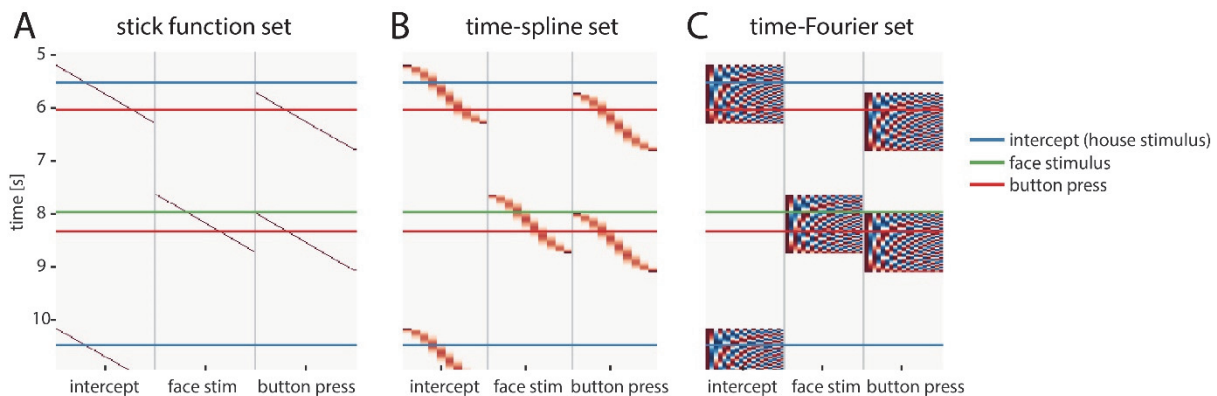 A stick function set
B time-spline set
C time-Fourier set
5
6
7
8
9
10
time [s]
intercept (house stimulus)
face stimulus
button press
intercept face stim button press
intercept face stim button press
intercept face stim button press